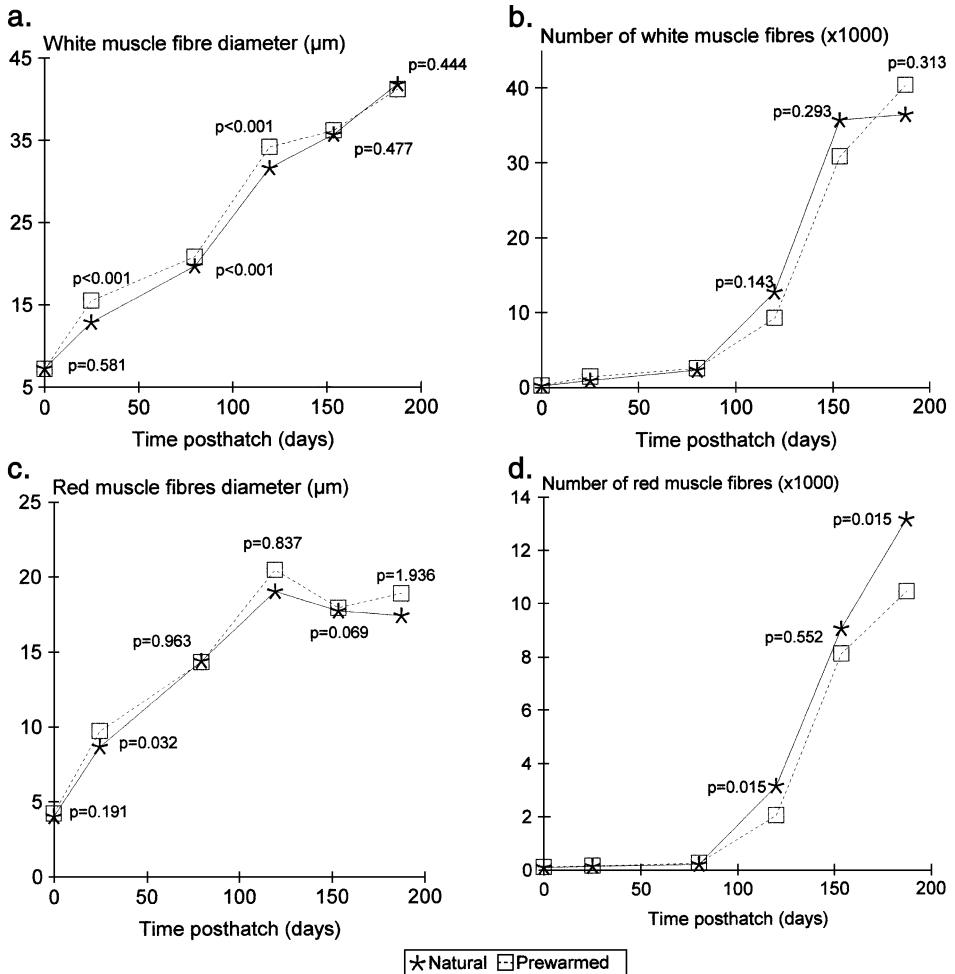 a.
White muscle fibre diameter (µm)
45
35
25
15
5
p=0.444
p<0.001
p=0.477
p<0.001
p<0.001
p=0.581
0 50 100 150 200
Time posthatch (days)
b.
Number of white muscle fibres (x1000)
40
30
20
10
0
p=0.313
p=0.293
p=0.143
0 50 100 150 200
Time posthatch (days)
c.
Red muscle fibres diameter (µm)
25
20
15
10
5
0
p=0.837
p=1.936
p=0.963
p=0.069
p=0.032
p=0.191
0 50 100 150 200
Time posthatch (days)
d.
Number of red muscle fibres (x1000)
14
12
10
8
6
4
2
0
p=0.015
p=0.552
p=0.015
0 50 100 150 200
Time posthatch (days)
Natural Prewarmed